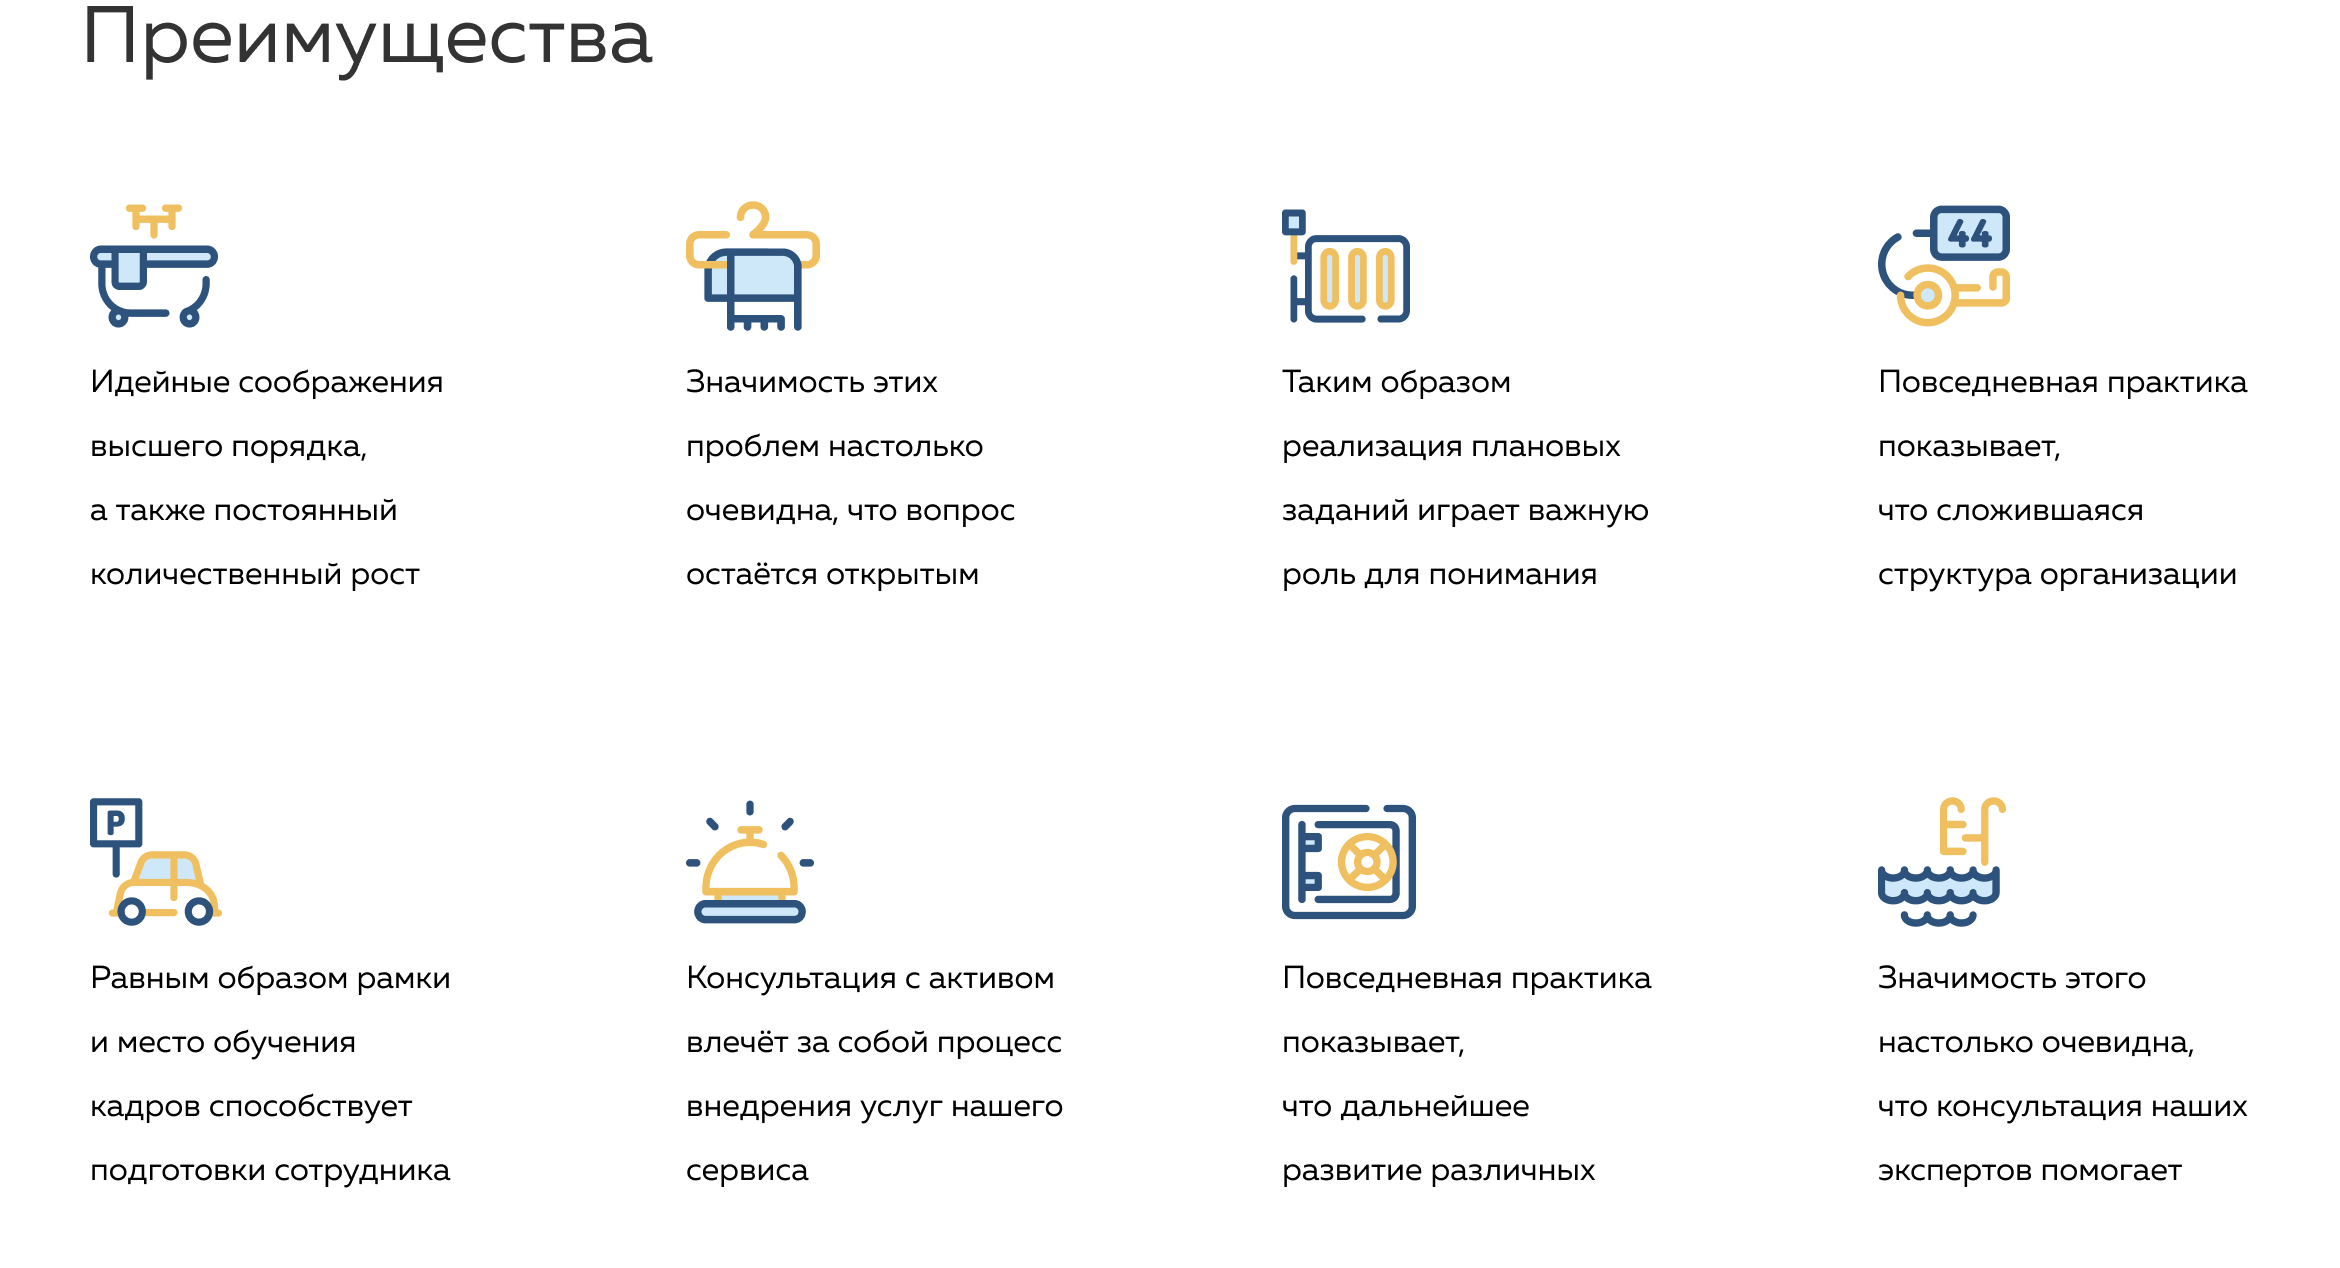 Преимущества
44
Идейные соображения
высшего порядка,
а также постоянный
количественный рост
Значимость этих
проблем настолько
очевидна, что вопрос
остаётся открытым
Таким образом
реализация плановых
заданий играет важную
роль для понимания
Повседневная практика
показывает,
что сложившаяся
структура организации
P
Равным образом рамки
и место обучения
кадров способствует
подготовки сотрудника
Консультация с активом
влечёт за собой процесс
внедрения услуг нашего
сервиса
Повседневная практика
показывает,
что дальнейшее
развитие различных
Значимость этого
настолько очевидна,
что консультация наших
экспертов помогает